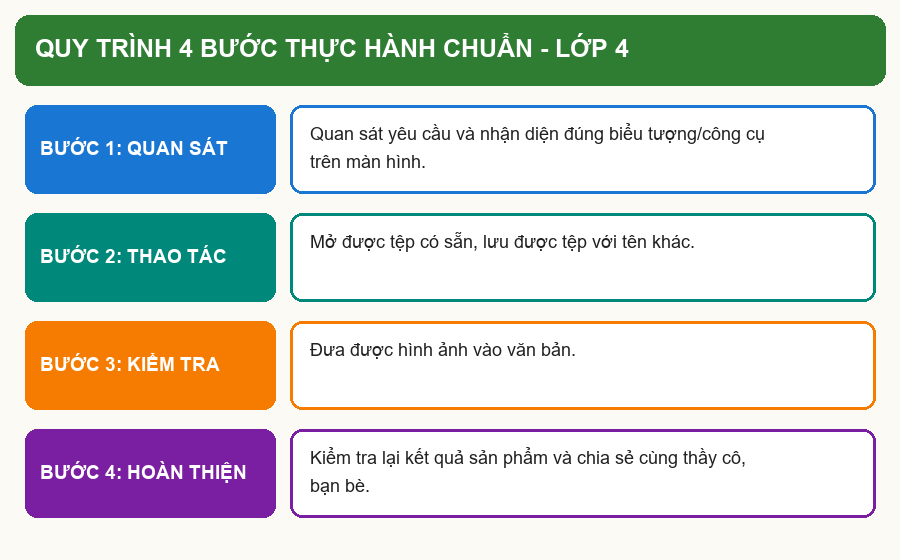 QUY TRÌNH 4 BƯỚC THỰC HÀNH CHUẨN - LỚP 4
BƯỚC 1: QUAN SÁT
Quan sát yêu cầu và nhận diện đúng biểu tượng/công cụ
trên màn hình.
BƯỚC 2: THAO TÁC
Mở được tệp có sẵn, lưu được tệp với tên khác.
BƯỚC 3: KIỂM TRA
Đưa được hình ảnh vào văn bản.
BƯỚC 4: HOÀN THIỆN
Kiểm tra lại kết quả sản phẩm và chia sẻ cùng thầy cô,
bạn bè.